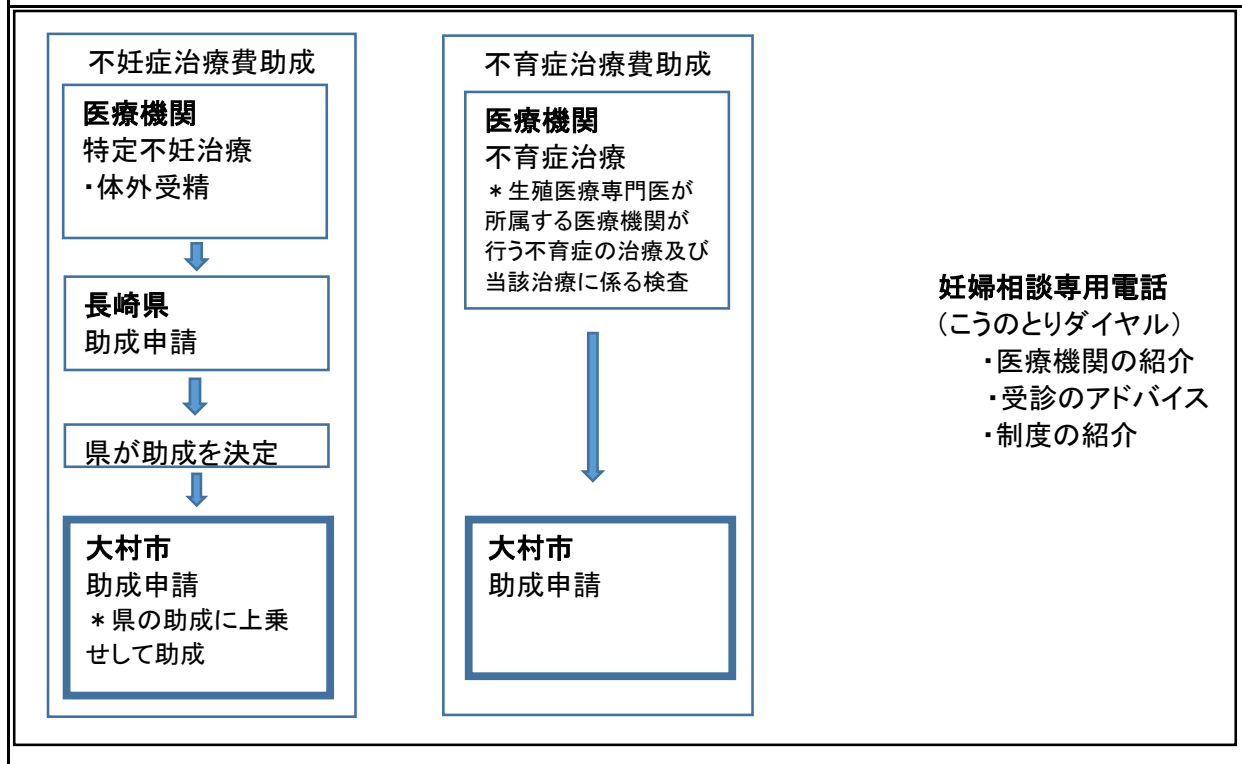 不妊症治療費助成
医療機関
特定不妊治療
・体外受精
長崎県
助成申請
県が助成を決定
大村市
助成申請
＊県の助成に上乗
せして助成
不育症治療費助成
医療機関
不育症治療
＊生殖医療専門医が
所属する医療機関が
行う不育症の治療及び
当該治療に係る検査
大村市
助成申請
妊婦相談専用電話
（こうのとりダイヤル）
・医療機関の紹介
・受診のアドバイス
・制度の紹介